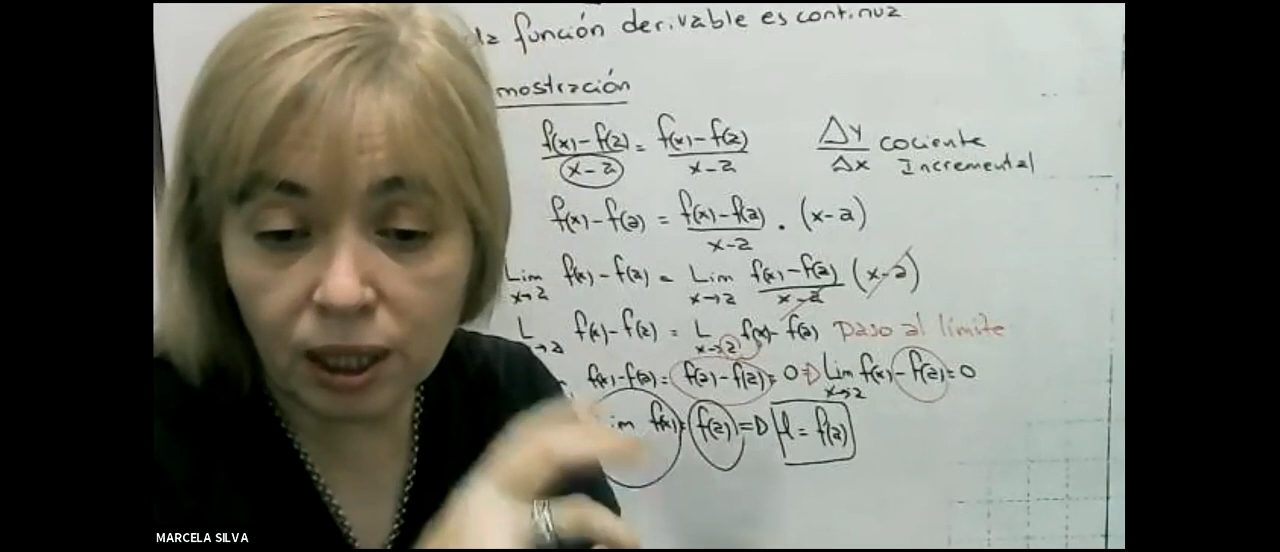 función derivable es continua
mostración
f(x) - f(a) / x - a = f(x) - f(a) / x - a Δy / Δx cociente Incremental
f(x) - f(a) = f(x) - f(a) / x - a . (x - a)
Lim x→a f(x) - f(a) = Lim x→a f(x) - f(a) / x - a (x - a)
L →a f(x) - f(a) = L x→a f(x) - f(a) paso al límite
f(x) - f(a) = f(a) - f(a) = 0 ⇒ Lim x→a f(x) - f(a) = 0
im f(x) = f(a) ⇒ l = f(a)
MARCELA SILVA